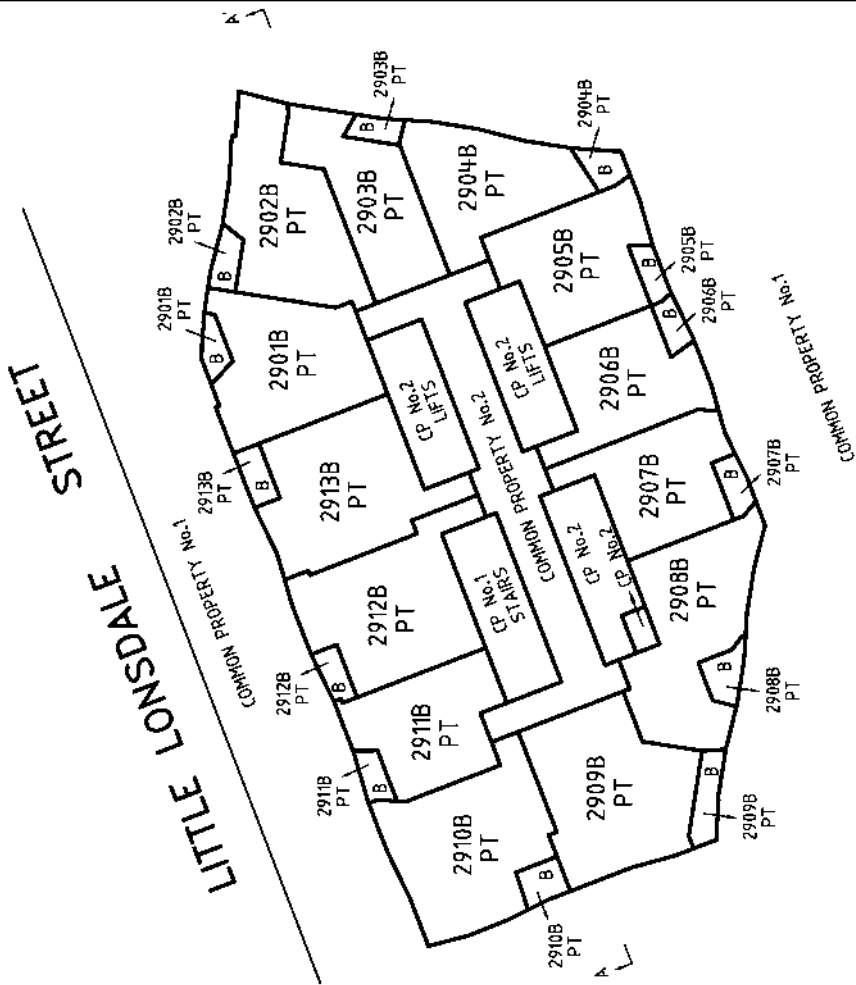 A'
2903B
PT
B
2904B
PT
B
2902B
PT
B
2902B
PT
2903B
PT
2904B
PT
2901B
PT
B
2901B
PT
2905B
PT
B
2905B
PT
B
2906B
PT
CP No.2
LIFTS
CP No.2
LIFTS
2906B
PT
LITTLE LONSDALE STREET
COMMON PROPERTY No.1
2913B
PT
B
2913B
PT
COMMON PROPERTY No.2
2907B
PT
B
2907B
PT
COMMON PROPERTY No.1
2912B
PT
B
2912B
PT
CP No.1
STAIRS
CP No.2
CP No.2
2908B
PT
B
2908B
PT
2911B
PT
B
2911B
PT
2910B
PT
2909B
PT
B
2909B
PT
B
2910B
PT
A